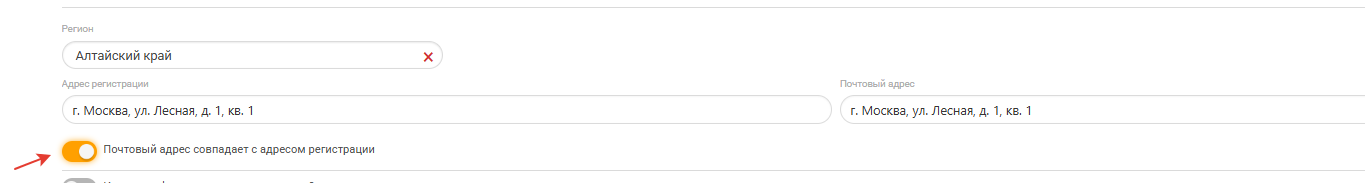 Регион
Алтайский край
Адрес регистрации
Почтовый адрес
г. Москва, ул. Лесная, д. 1, кв. 1
г. Москва, ул. Лесная, д. 1, кв. 1
Почтовый адрес совпадает с адресом регистрации